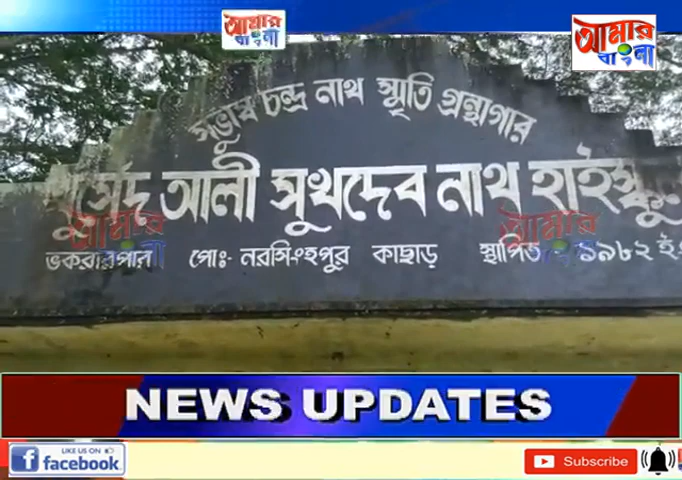 আমার বাংলা
আমার বাংলা
সুভাষ চন্দ্র নাথ স্মৃতি গ্রন্থাগার
মুর্সেদ আলী সুখদেব নাথ হাইস্কুল
আমার বাংলা
আমার বাংলা
ভকবারপার পোঃ- নরসিংহপুর কাছাড় স্থাপিত ১৯৮২ ইং
NEWS UPDATES
LIKE US ON
facebook
Subscribe